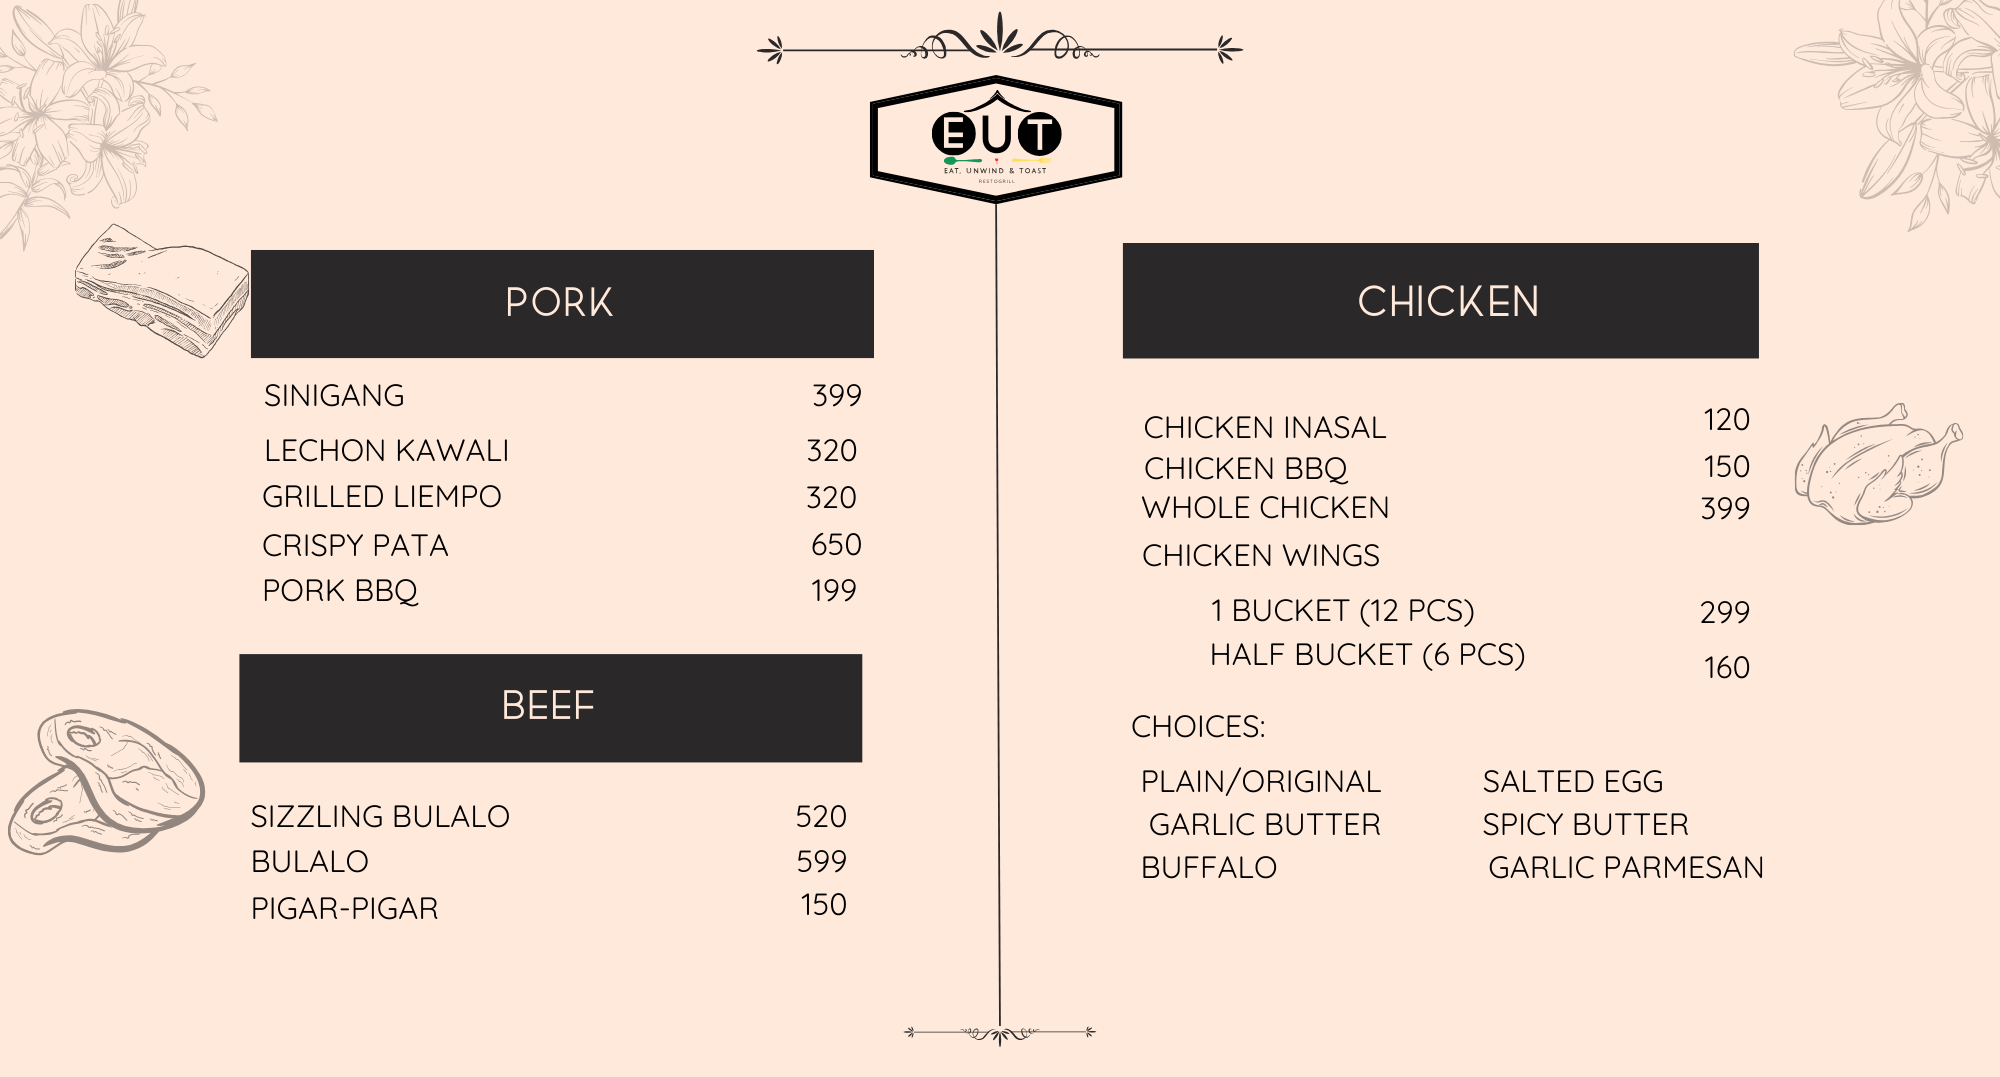 EUT
EAT, UNWIND & TOAST
RESTOGRILL
PORK
SINIGANG 399
LECHON KAWALI 320
GRILLED LIEMPO 320
CRISPY PATA 650
PORK BBQ 199
BEEF
SIZZLING BULALO 520
BULALO 599
PIGAR-PIGAR 150
CHICKEN
CHICKEN INASAL 120
CHICKEN BBQ 150
WHOLE CHICKEN 399
CHICKEN WINGS
1 BUCKET (12 PCS) 299
HALF BUCKET (6 PCS) 160
CHOICES:
PLAIN/ORIGINAL SALTED EGG
GARLIC BUTTER SPICY BUTTER
BUFFALO GARLIC PARMESAN